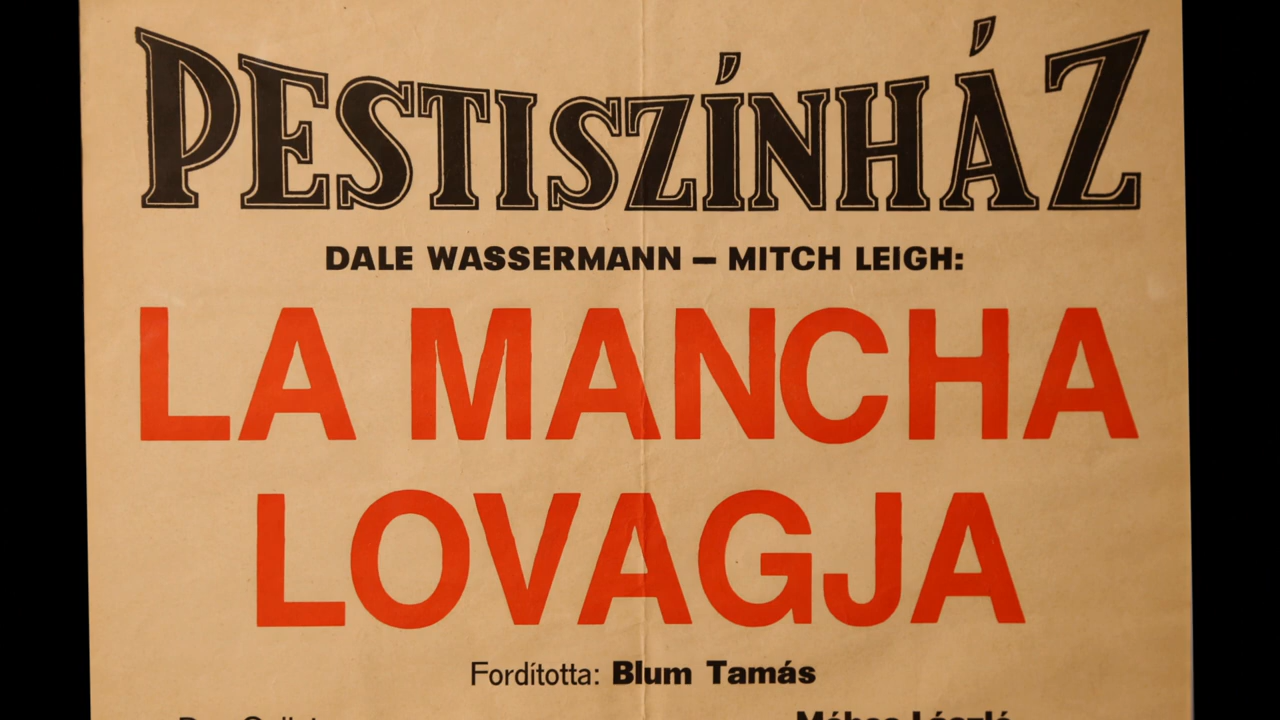 PESTISZÍNHÁZ
DALE WASSERMANN – MITCH LEIGH:
LA MANCHA
LOVAGJA
Fordította: Blum Tamás